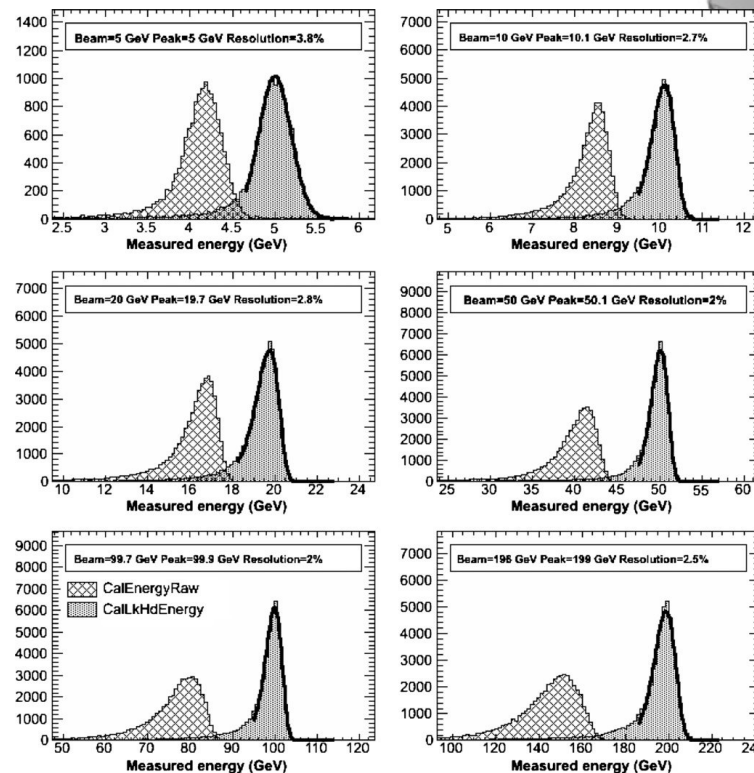 1400
1200
1000
800
600
400
200
0
Beam=5 GeV Peak=5 GeV Resolution=3.8%
2.5 3 3.5 4 4.5 5 5.5 6
Measured energy (GeV)
7000
6000
5000
4000
3000
2000
1000
0
Beam=10 GeV Peak=10.1 GeV Resolution=2.7%
5 6 7 8 9 10 11 12
Measured energy (GeV)
7000
6000
5000
4000
3000
2000
1000
0
Beam=20 GeV Peak=19.7 GeV Resolution=2.8%
10 12 14 16 18 20 22 24
Measured energy (GeV)
9000
8000
7000
6000
5000
4000
3000
2000
1000
0
Beam=50 GeV Peak=50.1 GeV Resolution=2%
24 30 35 40 45 50 55 60
Measured energy (GeV)
9000
8000
7000
6000
5000
4000
3000
2000
1000
0
Beam=99.7 GeV Peak=99.9 GeV Resolution=2%
CalEnergyRaw
CalLkHdEnergy
50 60 70 80 90 100 110 120
Measured energy (GeV)
7000
6000
5000
4000
3000
2000
1000
0
Beam=196 GeV Peak=199 GeV Resolution=2.5%
100 120 140 160 180 200 220 24
Measured energy (GeV)